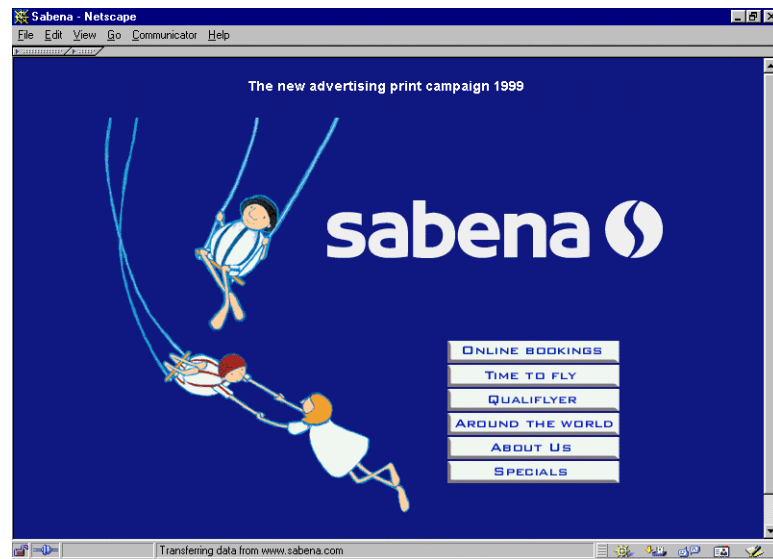 Sabena - Netscape
File Edit View Go Communicator Help
The new advertising print campaign 1999
sabena
ONLINE BOOKINGS
TIME TO FLY
QUALIFLYER
AROUND THE WORLD
ABOUT US
SPECIALS
Transferring data from www.sabena.com